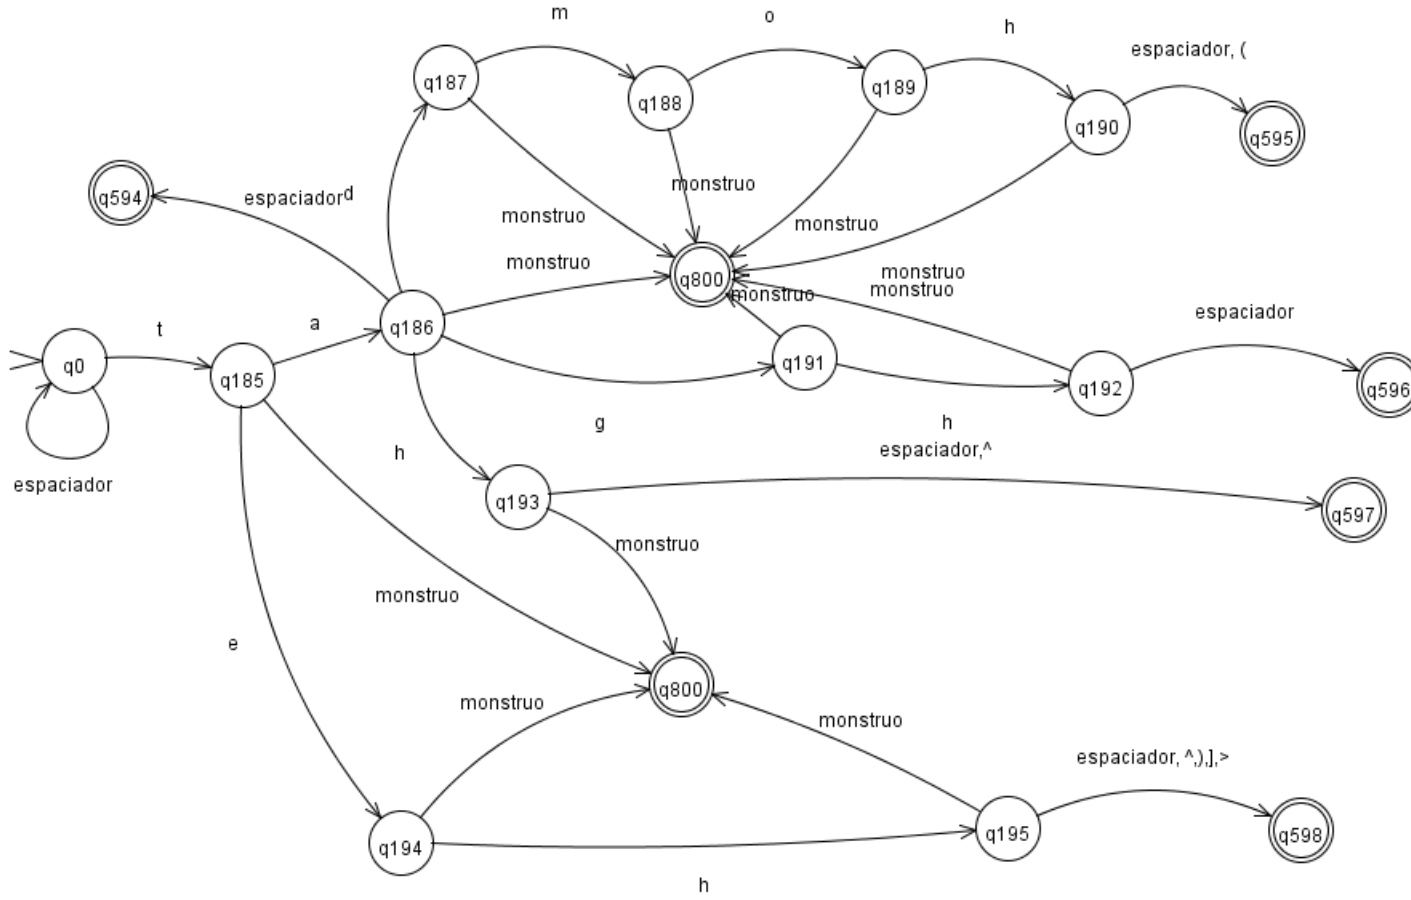 m
o
h
espaciador, (
q187
q188
q189
q190
q595
q594
espaciador
d
monstruo
monstruo
monstruo
monstruo
q800
monstruo
monstruo
monstruo
espaciador
q0
t
q185
a
q186
q191
q192
q596
g
h
h
espaciador,^
espaciador
q193
q597
monstruo
monstruo
e
q800
monstruo
monstruo
espaciador, ^,),],>
q194
q195
q598
h